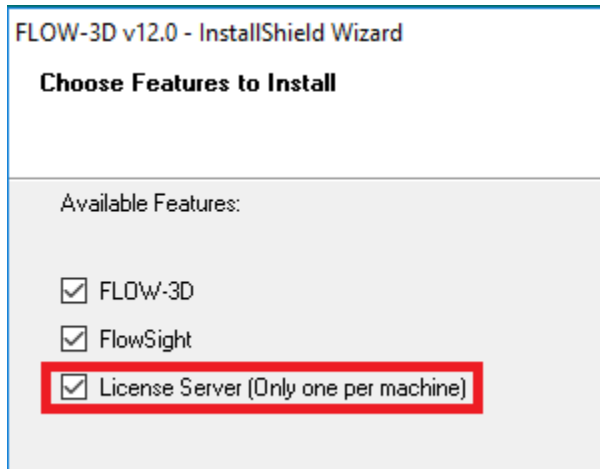 FLOW-3D v12.0 - InstallShield Wizard
Choose Features to Install
Available Features:
FLOW-3D
FlowSight
License Server (Only one per machine)